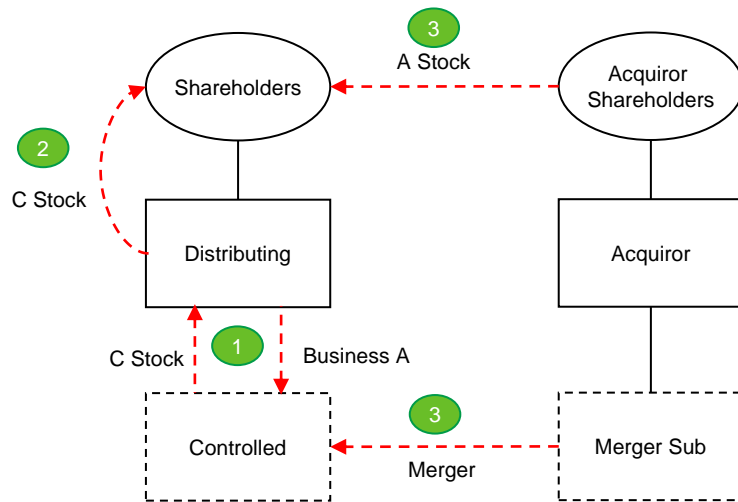 3
A Stock
Shareholders
Acquiror
Shareholders
2
C Stock
Distributing
Acquiror
1
C Stock
Business A
3
Controlled
Merger Sub
Merger